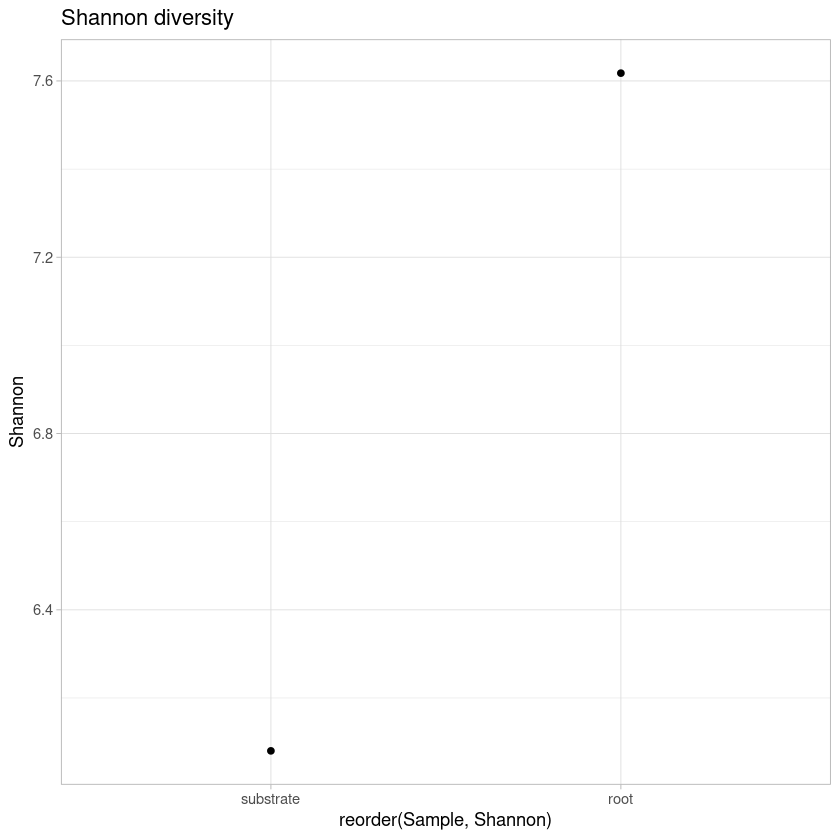 Shannon diversity
7.6
7.2
6.8
6.4
Shannon
substrate
root
reorder(Sample, Shannon)